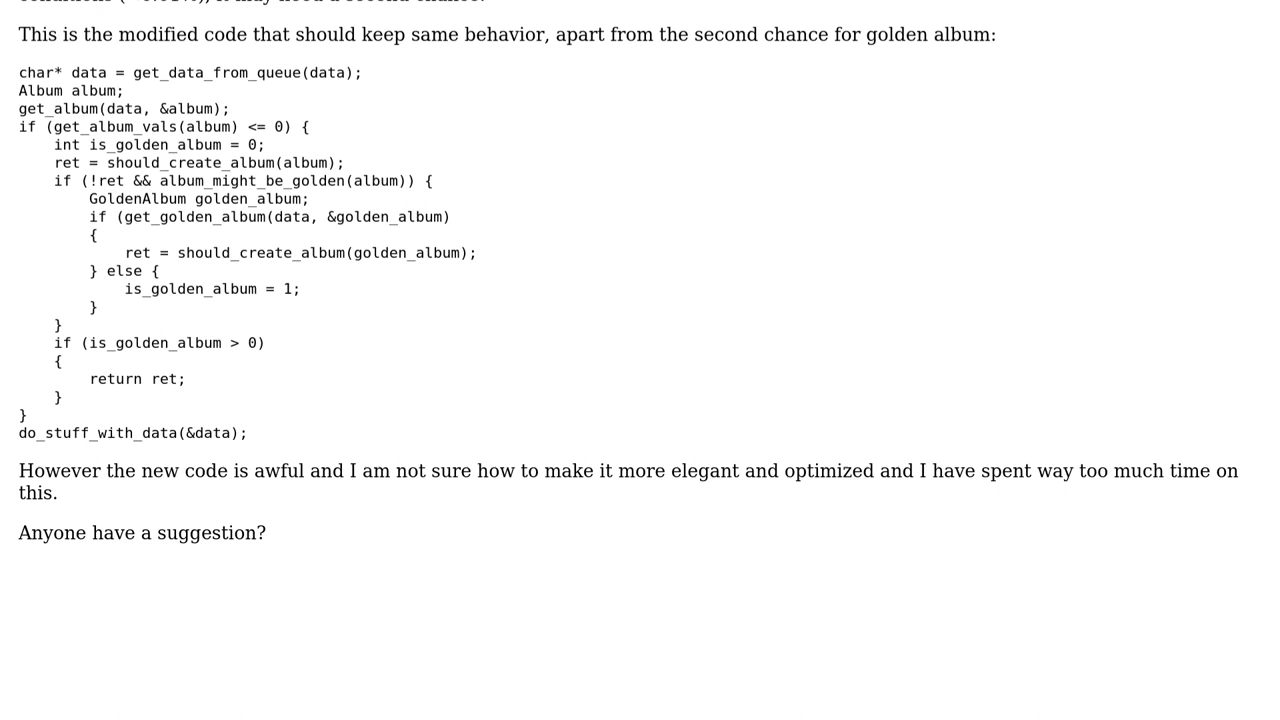 This is the modified code that should keep same behavior, apart from the second chance for golden album:
char* data = get_data_from_queue(data);
Album album;
get_album(data, &album);
if (get_album_vals(album) <= 0) {
    int is_golden_album = 0;
    ret = should_create_album(album);
    if (!ret && album_might_be_golden(album)) {
        GoldenAlbum golden_album;
        if (get_golden_album(data, &golden_album)
        {
            ret = should_create_album(golden_album);
        } else {
            is_golden_album = 1;
        }
    }
    if (is_golden_album > 0)
    {
        return ret;
    }
}
do_stuff_with_data(&data);
However the new code is awful and I am not sure how to make it more elegant and optimized and I have spent way too much time on
this.
Anyone have a suggestion?